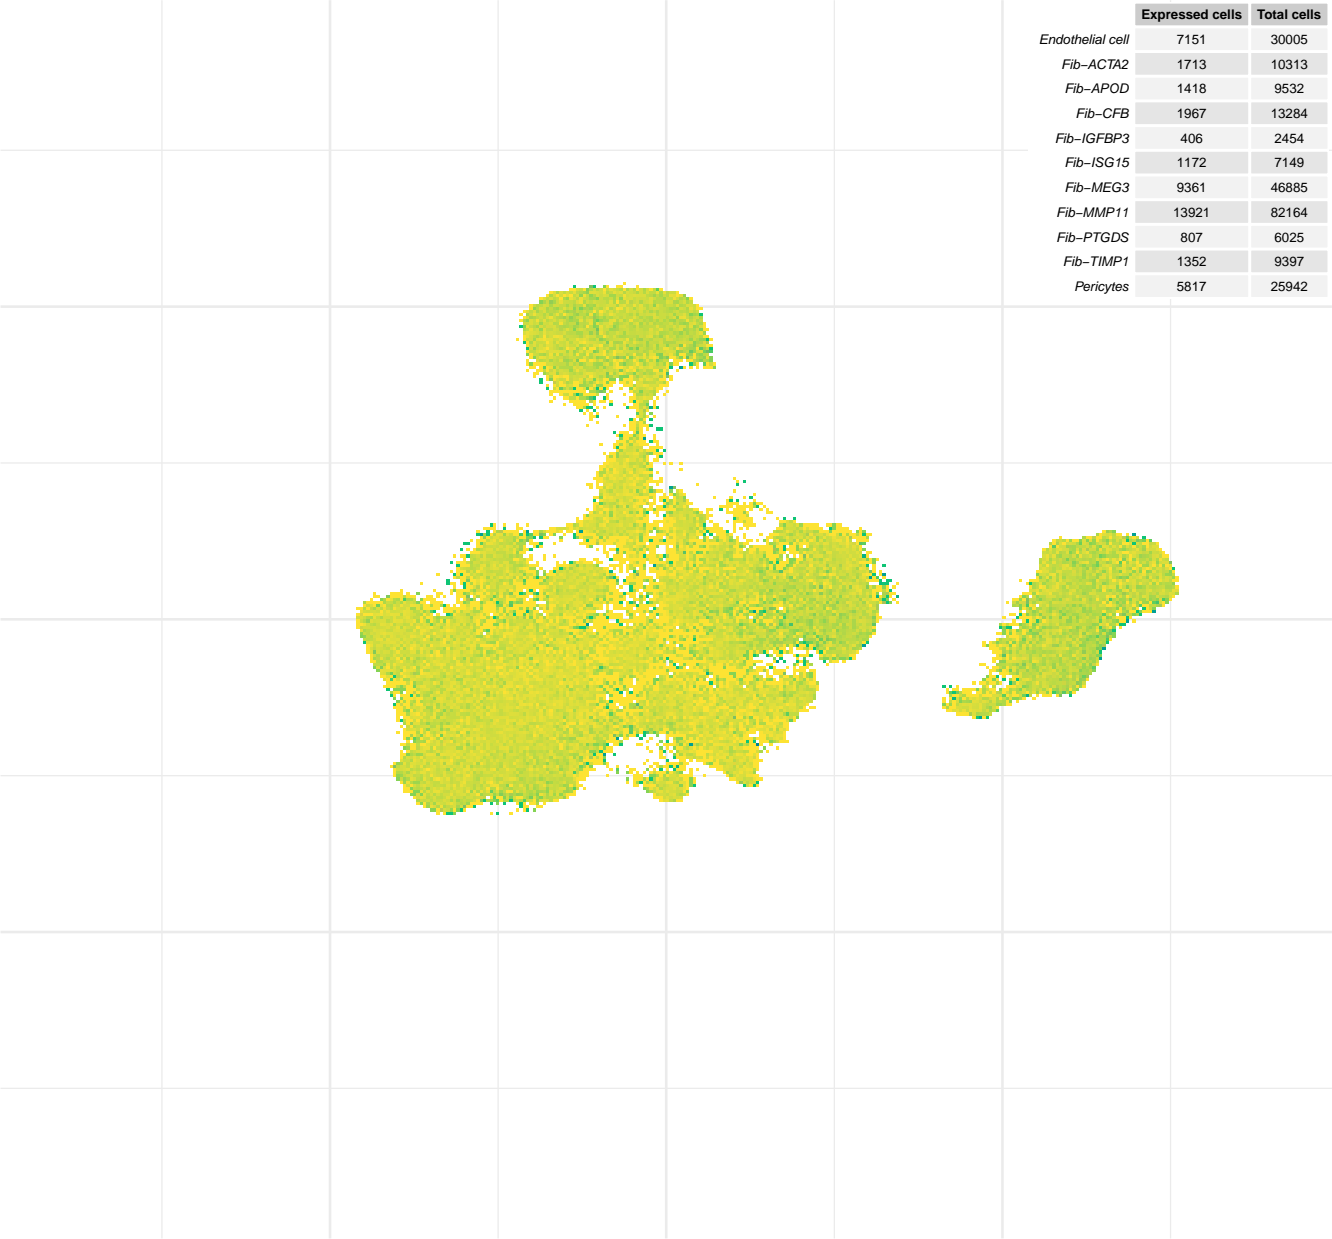 Expressed cells Total cells
Endothelial cell 7151 30005
Fib−ACTA2 1713 10313
Fib−APOD 1418 9532
Fib−CFB 1967 13284
Fib−IGFBP3 406 2454
Fib−ISG15 1172 7149
Fib−MEG3 9361 46885
Fib−MMP11 13921 82164
Fib−PTGDS 807 6025
Fib−TIMP1 1352 9397
Pericytes 5817 25942